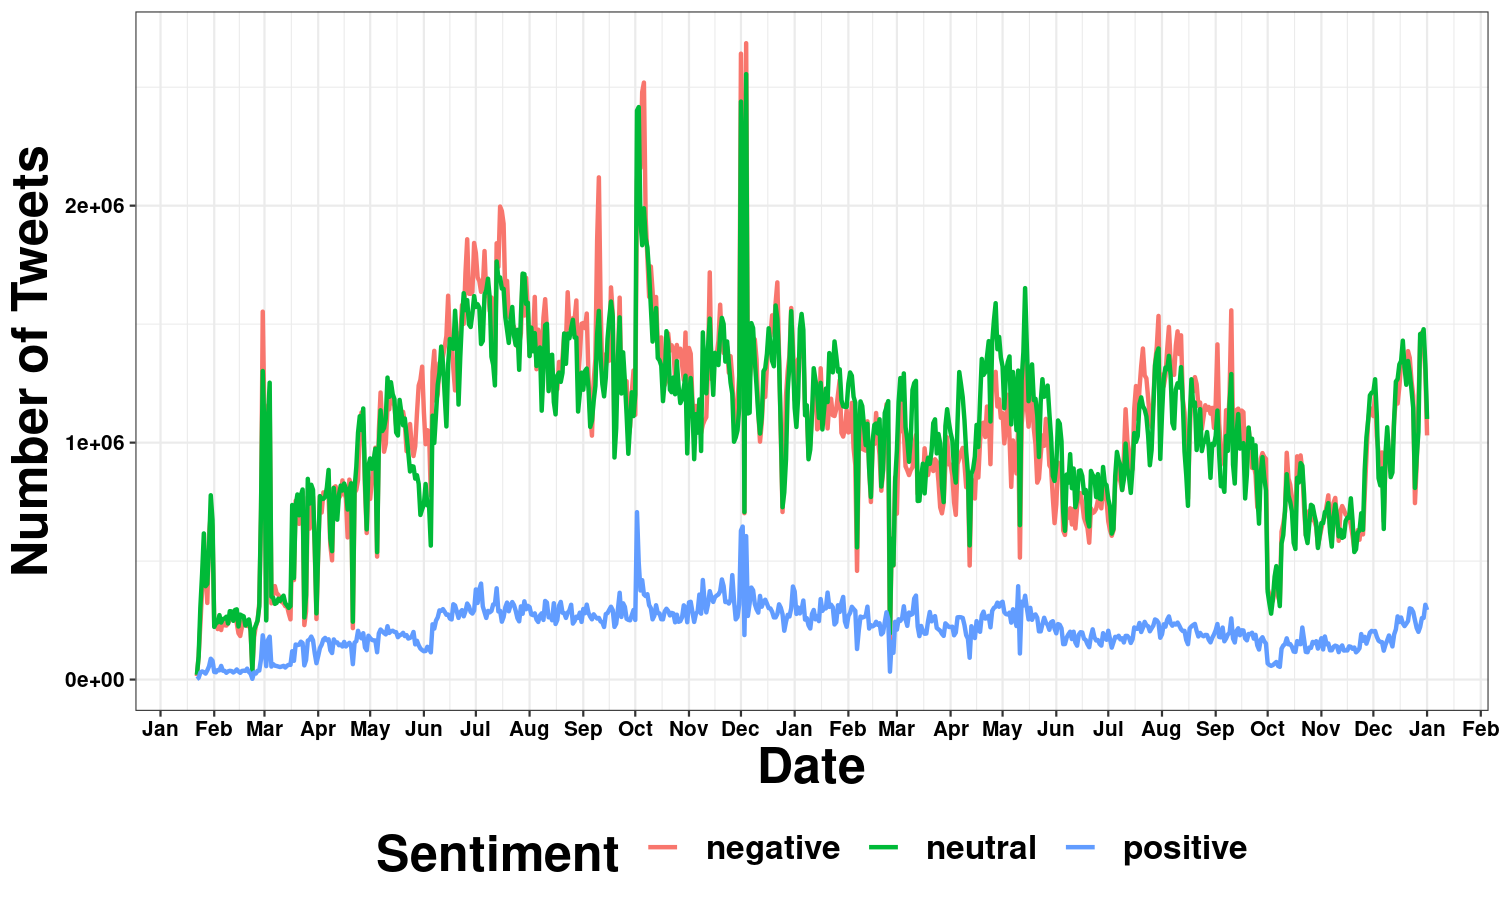 Number of Tweets
2e+06
1e+06
0e+00
Jan Feb Mar Apr May Jun Jul Aug Sep Oct Nov Dec Jan Feb Mar Apr May Jun Jul Aug Sep Oct Nov Dec Jan Feb
Date
Sentiment negative neutral positive